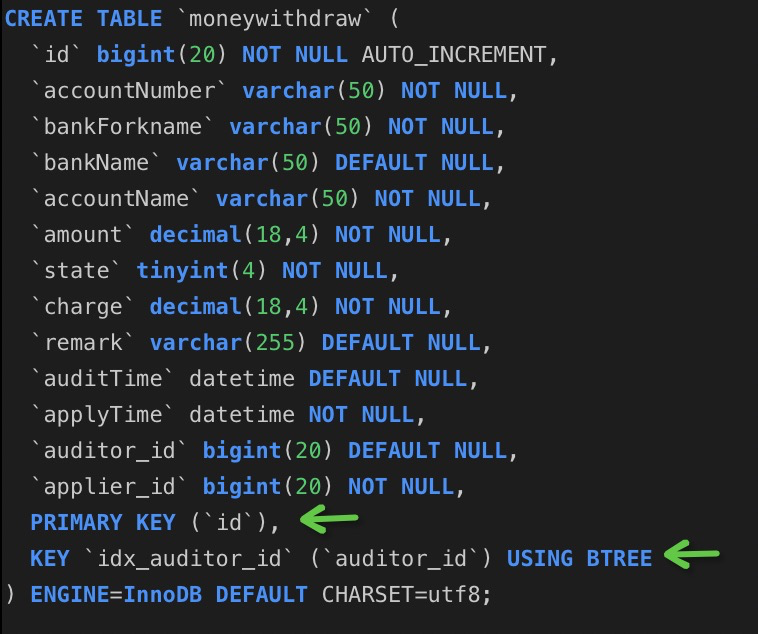 CREATE TABLE `moneywithdraw` (
  `id` bigint(20) NOT NULL AUTO_INCREMENT,
  `accountNumber` varchar(50) NOT NULL,
  `bankForkname` varchar(50) NOT NULL,
  `bankName` varchar(50) DEFAULT NULL,
  `accountName` varchar(50) NOT NULL,
  `amount` decimal(18,4) NOT NULL,
  `state` tinyint(4) NOT NULL,
  `charge` decimal(18,4) NOT NULL,
  `remark` varchar(255) DEFAULT NULL,
  `auditTime` datetime DEFAULT NULL,
  `applyTime` datetime NOT NULL,
  `auditor_id` bigint(20) DEFAULT NULL,
  `applier_id` bigint(20) NOT NULL,
  PRIMARY KEY (`id`),
  KEY `idx_auditor_id` (`auditor_id`) USING BTREE
) ENGINE=InnoDB DEFAULT CHARSET=utf8;